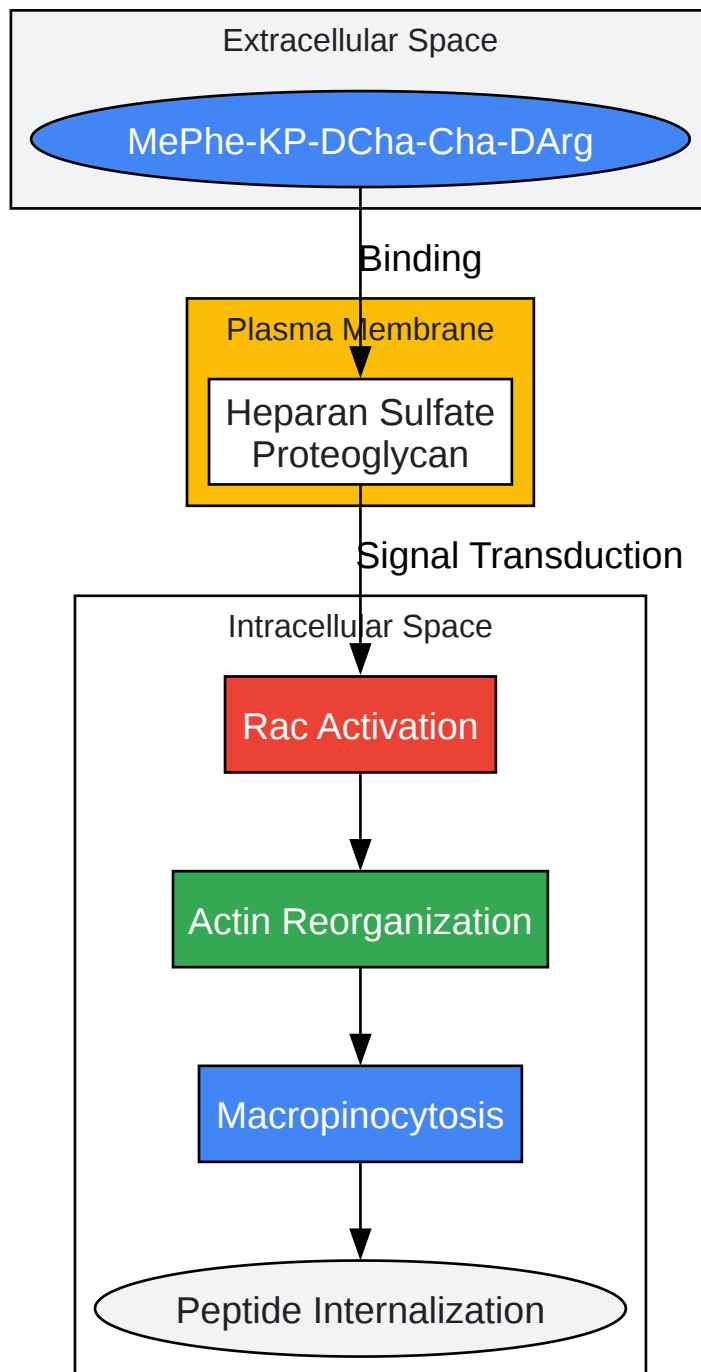 Extracellular Space
MePhe-KP-DCha-Cha-DArg
Binding
Plasma Membrane
Heparan Sulfate
Proteoglycan
Signal Transduction
Intracellular Space
Rac Activation
Actin Reorganization
Macropinocytosis
Peptide Internalization